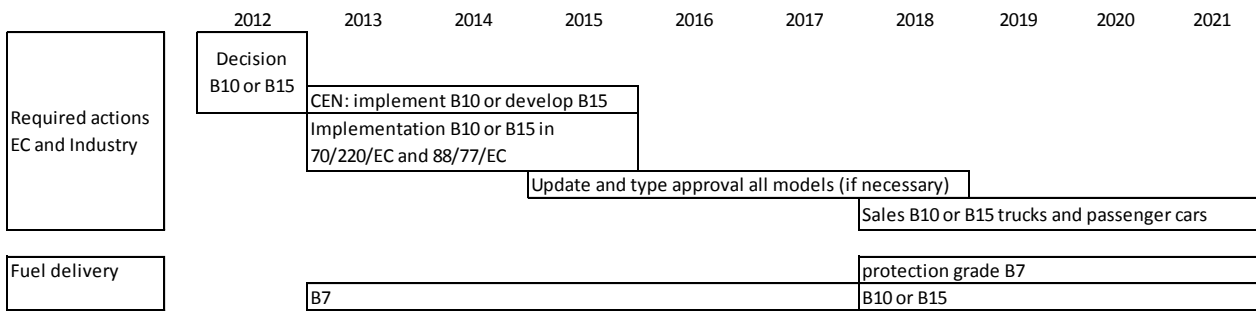 2012 2013 2014 2015 2016 2017 2018 2019 2020 2021
Required actions
EC and Industry
Decision
B10 or B15
CEN: implement B10 or develop B15
Implementation B10 or B15 in
70/220/EC and 88/77/EC
Update and type approval all models (if necessary)
Sales B10 or B15 trucks and passenger cars
Fuel delivery
protection grade B7
B7
B10 or B15